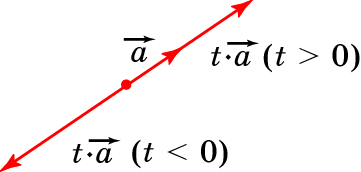 a⃗
t·a⃗ (t > 0)
t·a⃗ (t < 0)